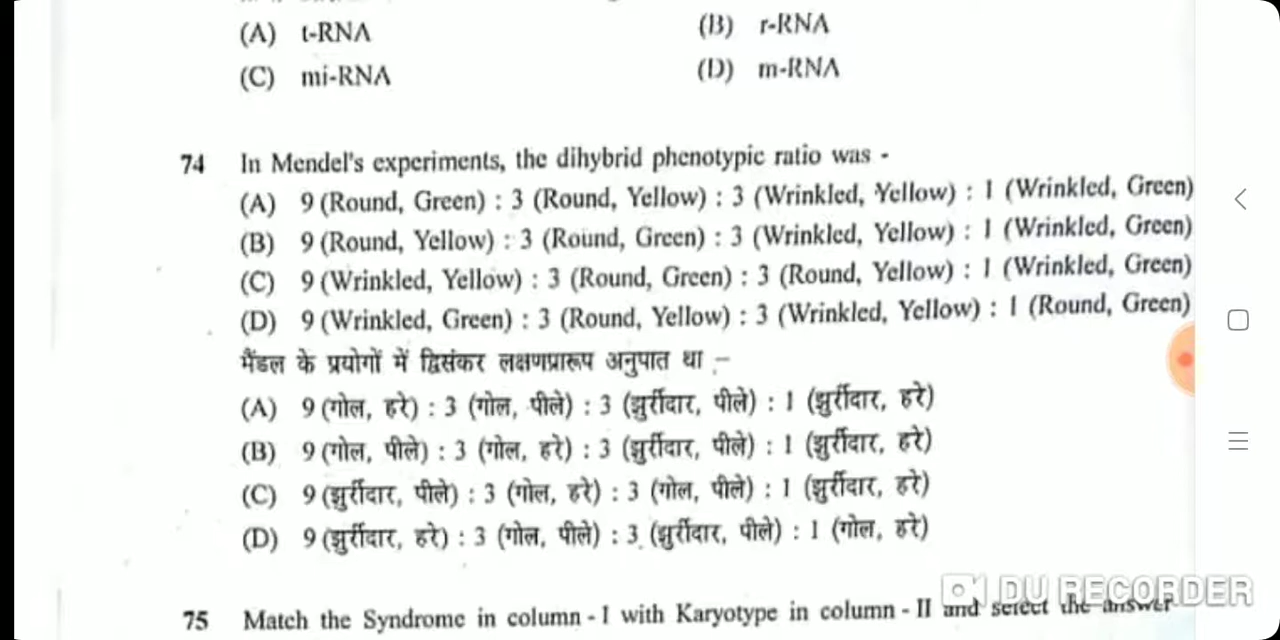 (A) t-RNA (B) r-RNA
(C) mi-RNA (D) m-RNA
74 In Mendel's experiments, the dihybrid phenotypic ratio was -
(A) 9 (Round, Green) : 3 (Round, Yellow) : 3 (Wrinkled, Yellow) : 1 (Wrinkled, Green)
(B) 9 (Round, Yellow) : 3 (Round, Green) : 3 (Wrinkled, Yellow) : 1 (Wrinkled, Green)
(C) 9 (Wrinkled, Yellow) : 3 (Round, Green) : 3 (Round, Yellow) : 1 (Wrinkled, Green)
(D) 9 (Wrinkled, Green) : 3 (Round, Yellow) : 3 (Wrinkled, Yellow) : 1 (Round, Green)
मैंडल के प्रयोगों में द्विसंकर लक्षणप्रारूप अनुपात था :-
(A) 9 (गोल, हरे) : 3 (गोल, पीले) : 3 (झुर्रीदार, पीले) : 1 (झुर्रीदार, हरे)
(B) 9 (गोल, पीले) : 3 (गोल, हरे) : 3 (झुर्रीदार, पीले) : 1 (झुर्रीदार, हरे)
(C) 9 (झुर्रीदार, पीले) : 3 (गोल, हरे) : 3 (गोल, पीले) : 1 (झुर्रीदार, हरे)
(D) 9 (झुर्रीदार, हरे) : 3 (गोल, पीले) : 3 (झुर्रीदार, पीले) : 1 (गोल, हरे)
DU RECORDER
75 Match the Syndrome in column - I with Karyotype in column - II and select the answer